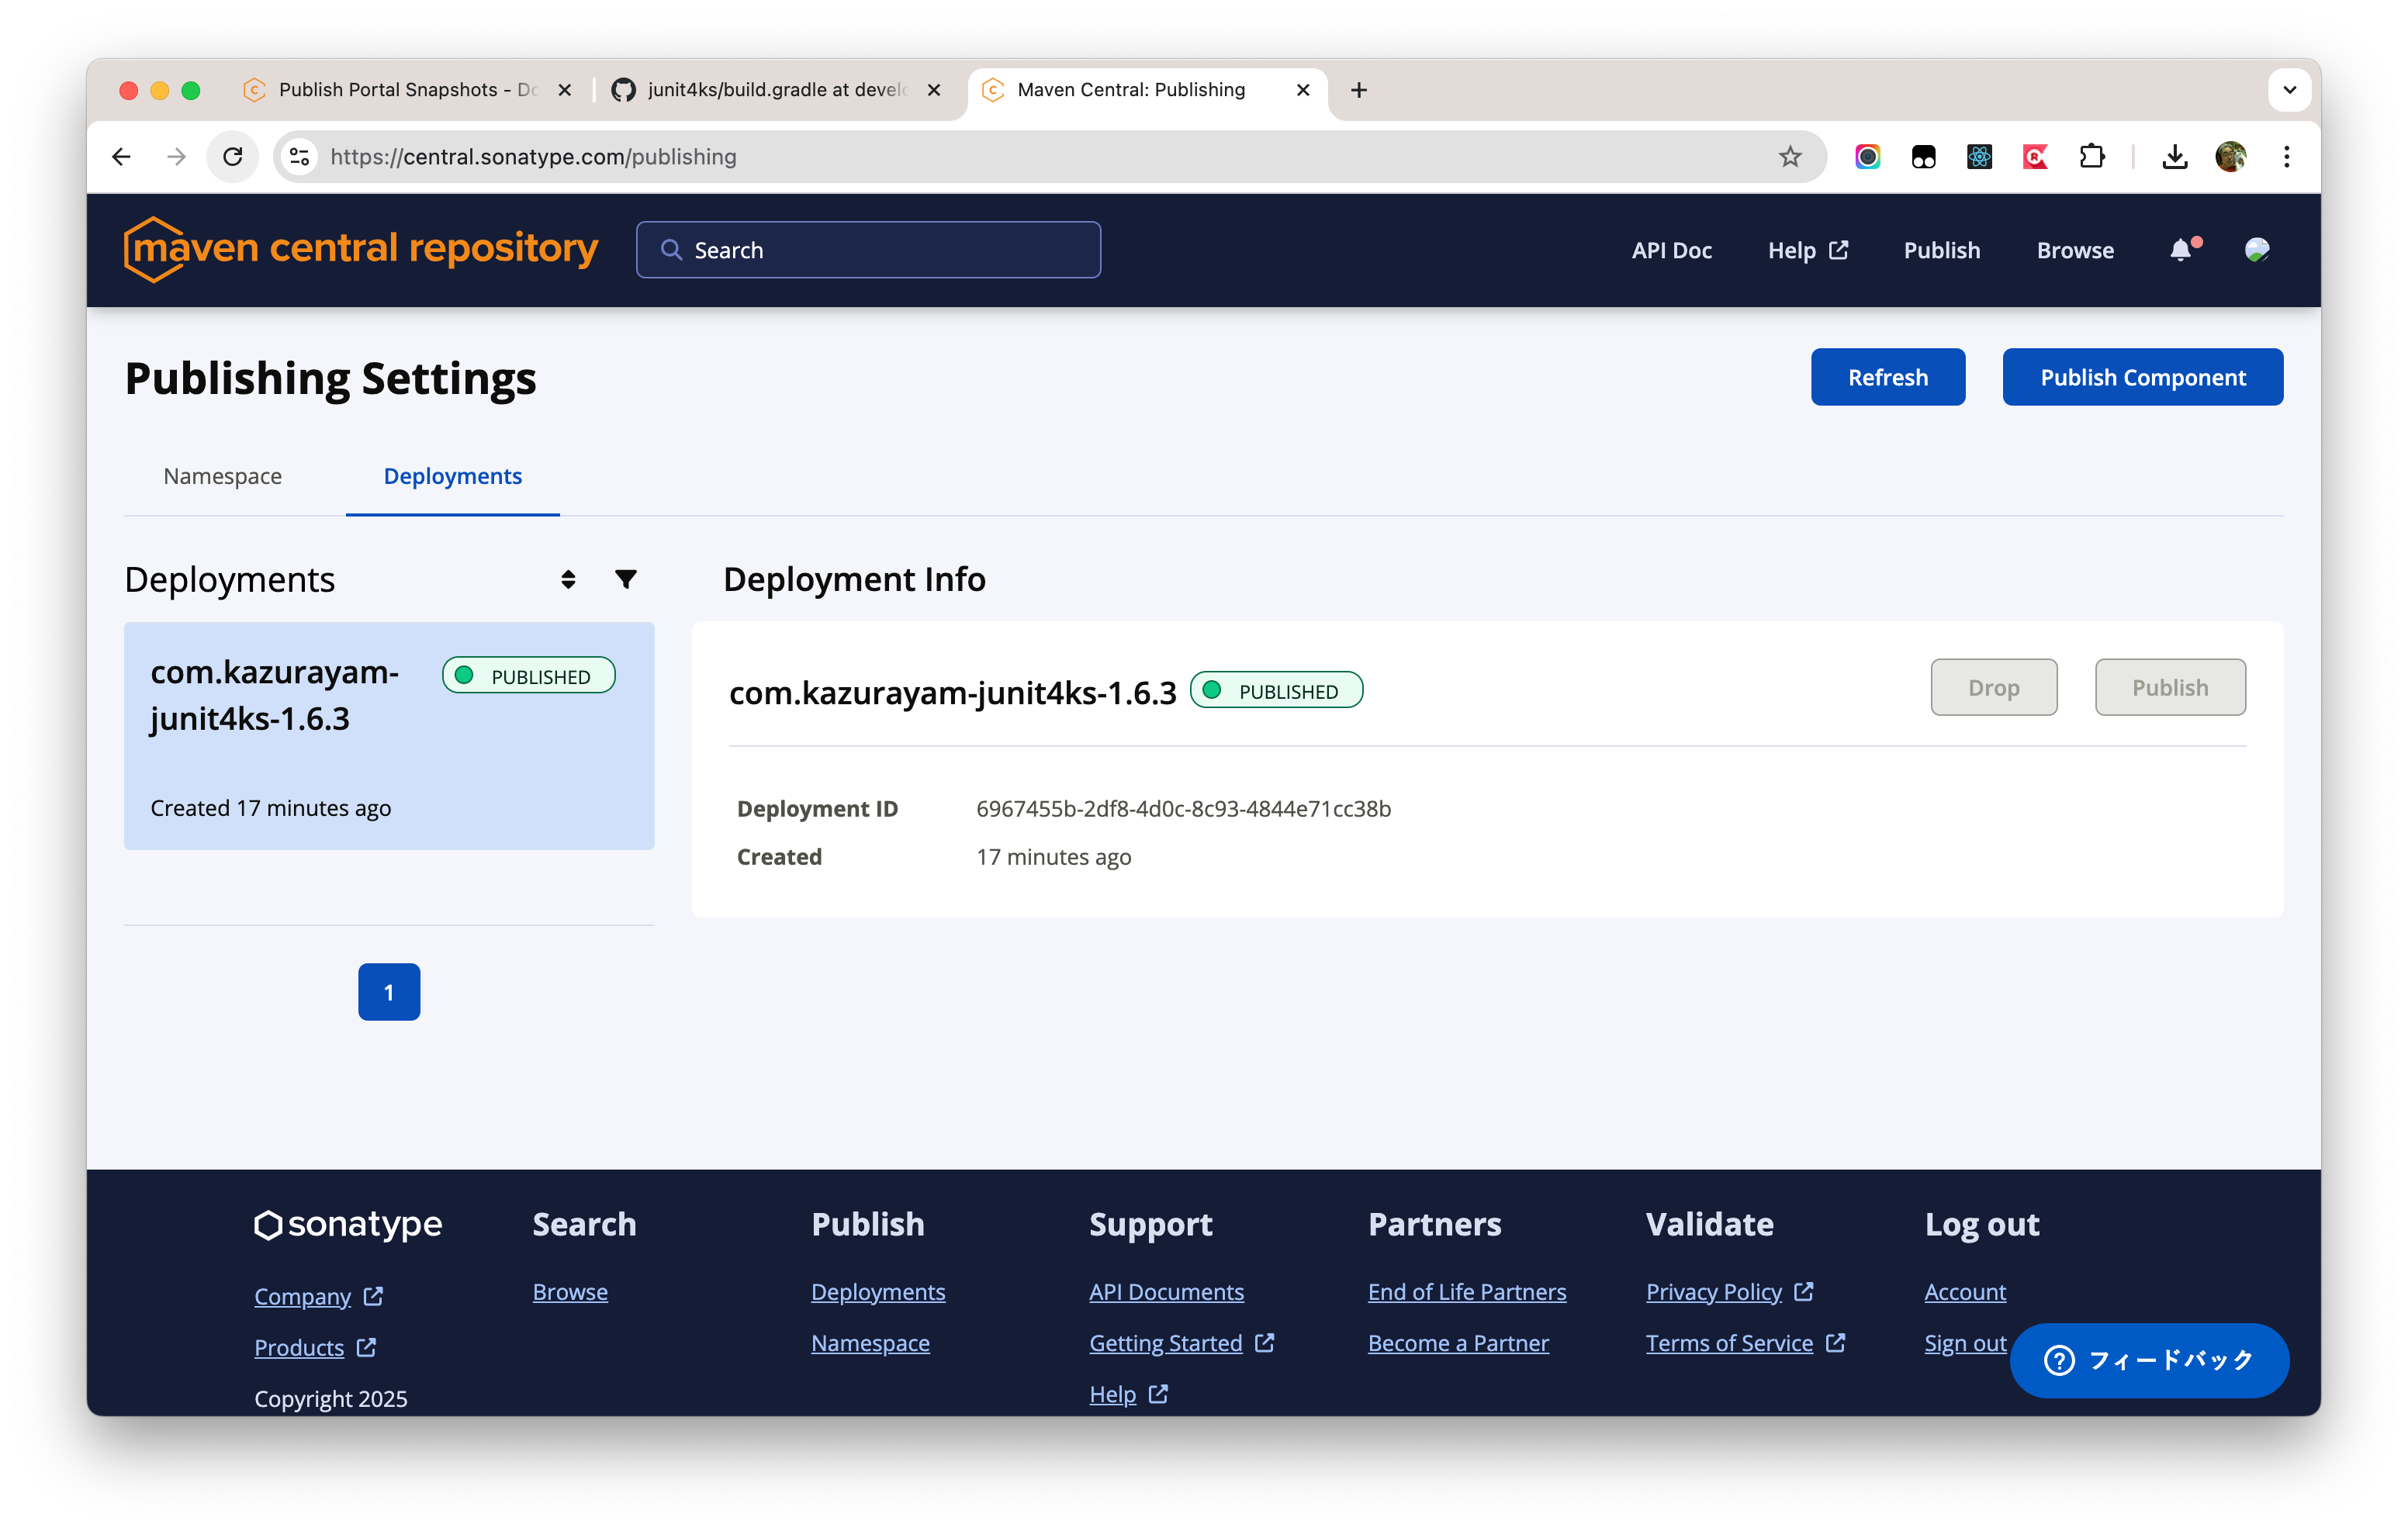 Publish Portal Snapshots - Do
junit4ks/build.gradle at develo
Maven Central: Publishing
https://central.sonatype.com/publishing
maven central repository
Search
API Doc
Help
Publish
Browse
Publishing Settings
Refresh
Publish Component
Namespace
Deployments
Deployments
com.kazurayam-
junit4ks-1.6.3
PUBLISHED
Created 17 minutes ago
1
Deployment Info
com.kazurayam-junit4ks-1.6.3
PUBLISHED
Drop
Publish
Deployment ID 6967455b-2df8-4d0c-8c93-4844e71cc38b
Created 17 minutes ago
sonatype
Company
Products
Copyright 2025
Search
Browse
Publish
Deployments
Namespace
Support
API Documents
Getting Started
Help
Partners
End of Life Partners
Become a Partner
Validate
Privacy Policy
Terms of Service
Log out
Account
Sign out
フィードバック